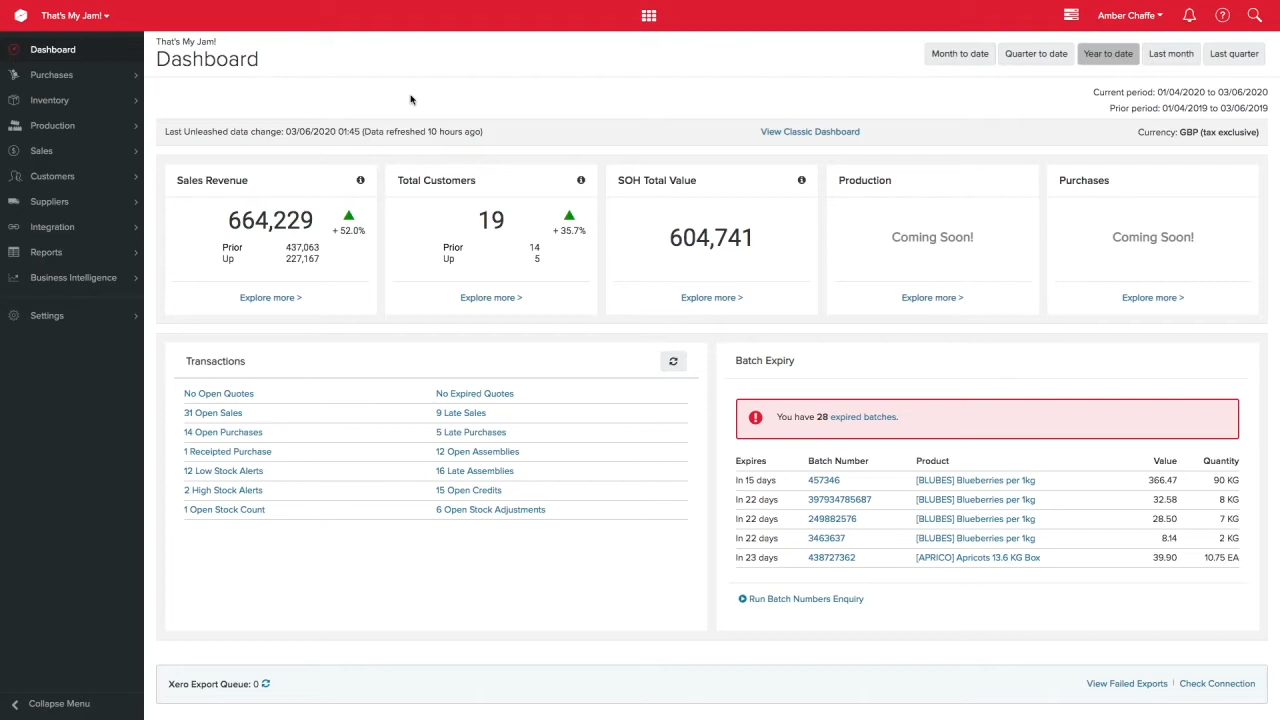 That's My Jam!
Amber Chaffe
Dashboard
Purchases
Inventory
Production
Sales
Customers
Suppliers
Integration
Reports
Business Intelligence
Settings
Collapse Menu
That's My Jam!
Dashboard
Month to date
Quarter to date
Year to date
Last month
Last quarter
Current period: 01/04/2020 to 03/06/2020
Prior period: 01/04/2019 to 03/06/2019
Last Unleashed data change: 03/06/2020 01:45 (Data refreshed 10 hours ago)
View Classic Dashboard
Currency: GBP (tax exclusive)
Sales Revenue
664,229
+ 52.0%
Prior 437,063
Up 227,167
Explore more >
Total Customers
19
+ 35.7%
Prior 14
Up 5
Explore more >
SOH Total Value
604,741
Explore more >
Production
Coming Soon!
Explore more >
Purchases
Coming Soon!
Explore more >
Transactions
No Open Quotes No Expired Quotes
31 Open Sales 9 Late Sales
14 Open Purchases 5 Late Purchases
1 Receipted Purchase 12 Open Assemblies
12 Low Stock Alerts 16 Late Assemblies
2 High Stock Alerts 15 Open Credits
1 Open Stock Count 6 Open Stock Adjustments
Batch Expiry
You have 28 expired batches.
Expires Batch Number Product Value Quantity
In 15 days 457346 [BLUBES] Blueberries per 1kg 366.47 90 KG
In 22 days 397934785687 [BLUBES] Blueberries per 1kg 32.58 8 KG
In 22 days 249882576 [BLUBES] Blueberries per 1kg 28.50 7 KG
In 22 days 3463637 [BLUBES] Blueberries per 1kg 8.14 2 KG
In 23 days 438727362 [APRICO] Apricots 13.6 KG Box 39.90 10.75 EA
Run Batch Numbers Enquiry
Xero Export Queue: 0
View Failed Exports | Check Connection